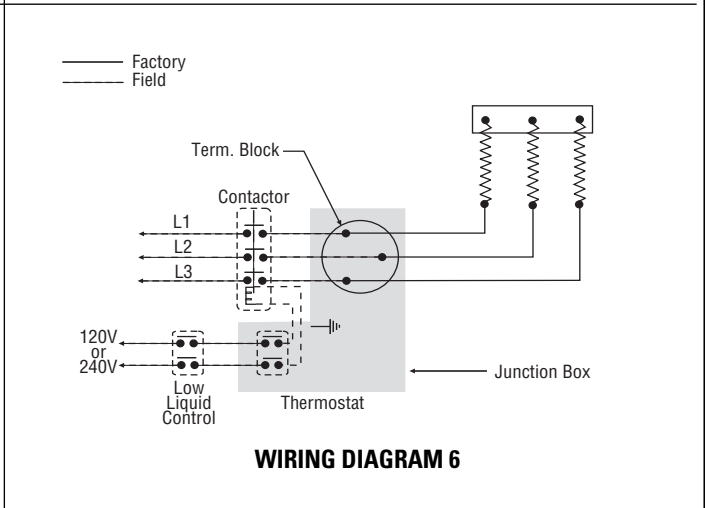 Factory
Field
Term. Block
Contactor
L1
L2
L3
120V
or
240V
Low
Liquid
Control
Thermostat
Junction Box
WIRING DIAGRAM 6